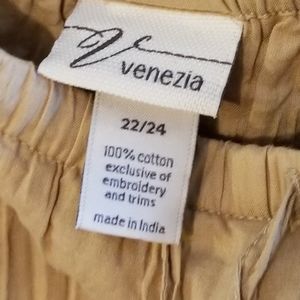 V
venezia
22/24
100% cotton
exclusive of
embroidery
and trims
made in India